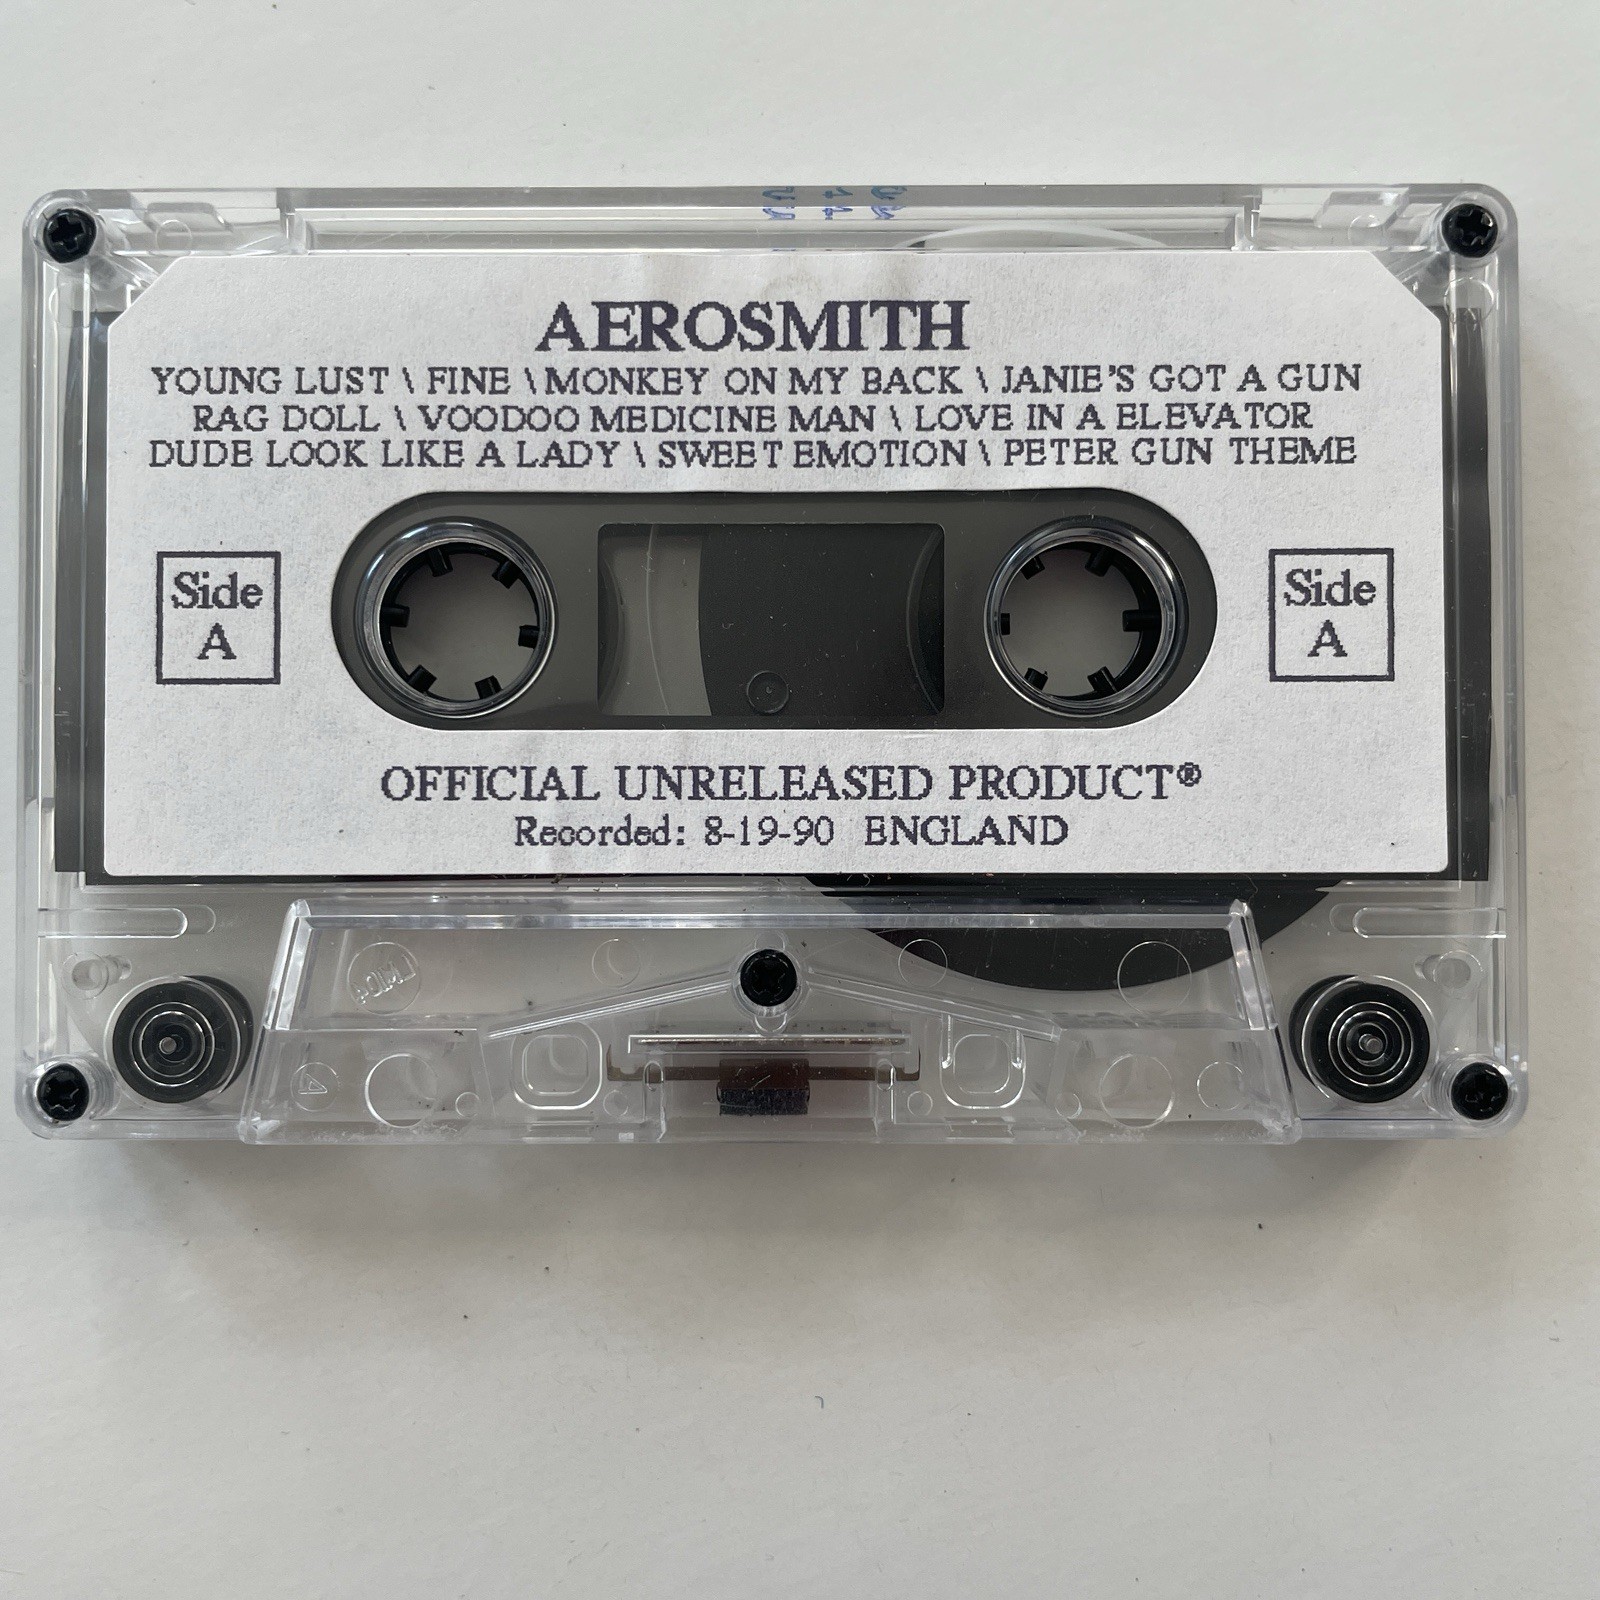 AEROSMITH
YOUNG LUST \ FINE \ MONKEY ON MY BACK \ JANIE'S GOT A GUN
RAG DOLL \ VOODOO MEDICINE MAN \ LOVE IN A ELEVATOR
DUDE LOOK LIKE A LADY \ SWEET EMOTION \ PETER GUN THEME
Side A
Side A
OFFICIAL UNRELEASED PRODUCT®
Recorded: 8-19-90 ENGLAND